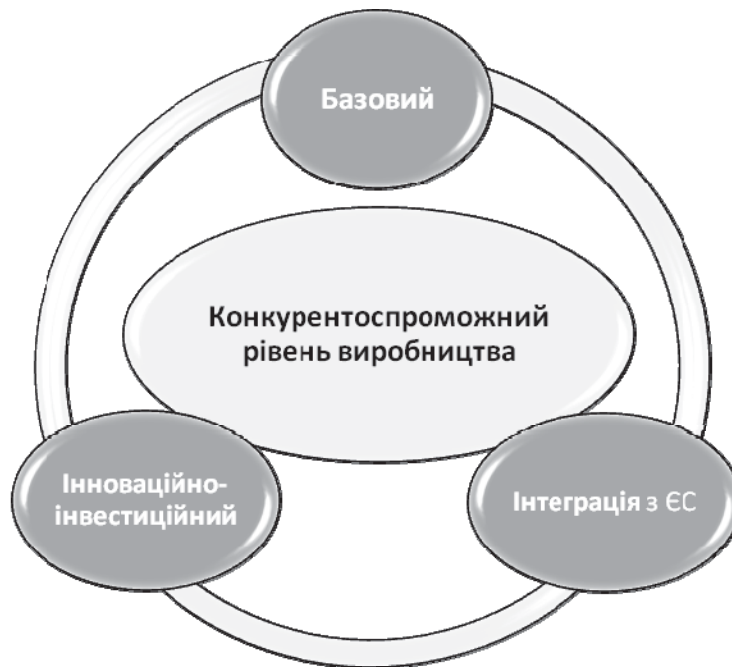 Базовий
Конкурентоспроможний
рівень виробництва
Інноваційно-
інвестиційний
Інтеграція з ЄС